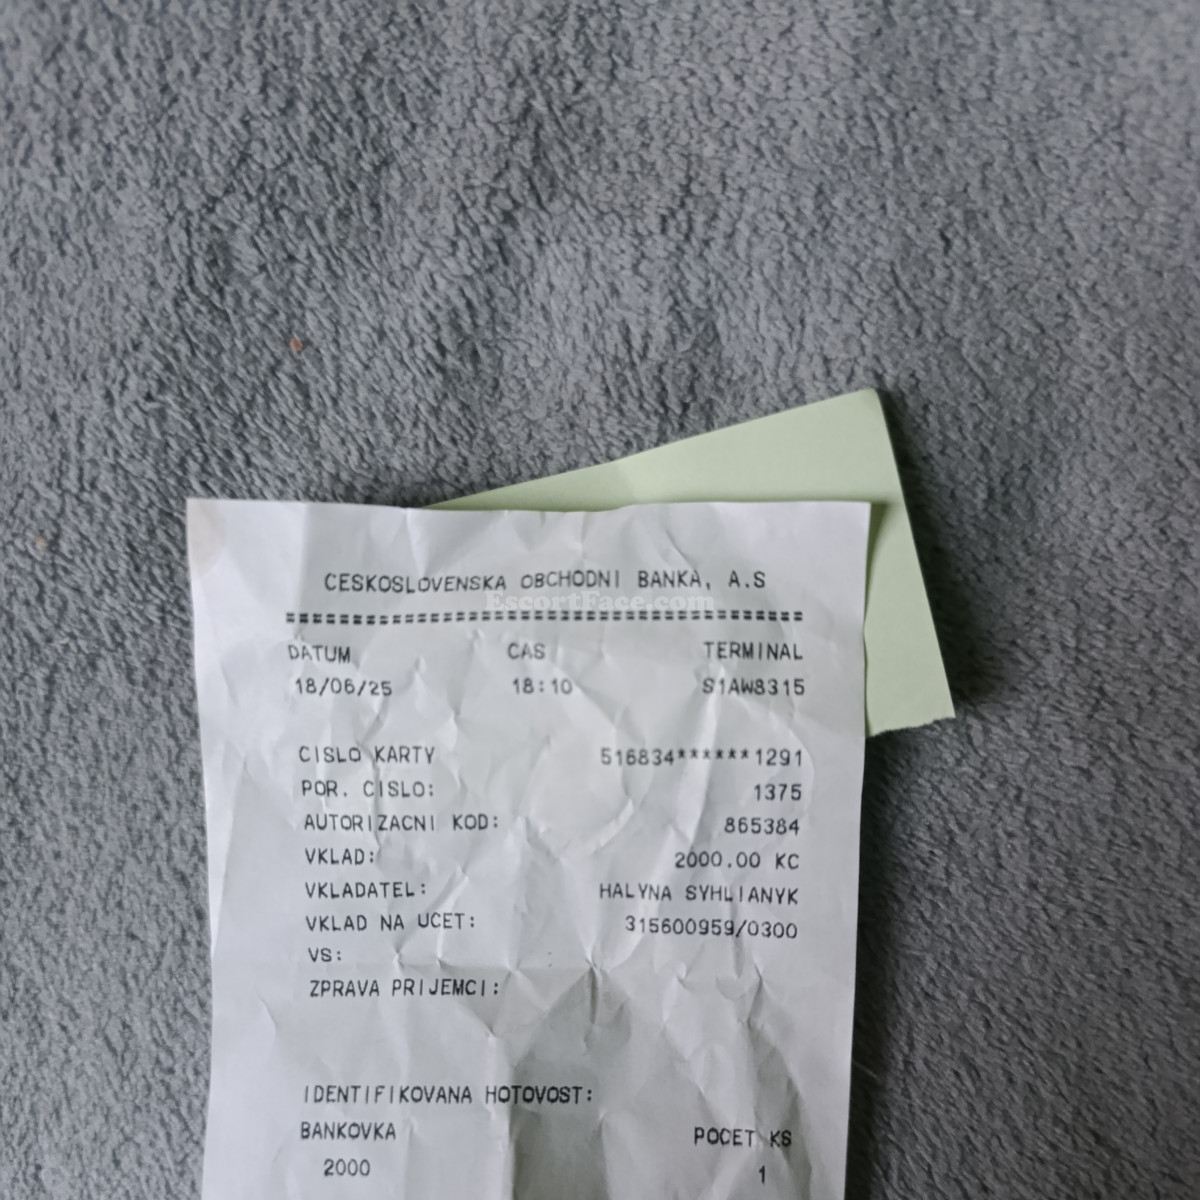 CESKOSLOVENSKA OBCHODNI BANKA, A.S
EscortFace.com
=============================================
DATUM CAS TERMINAL
18/06/25 18:10 S1AW8315
CISLO KARTY 516834******1291
POR. CISLO: 1375
AUTORIZACNI KOD: 865384
VKLAD: 2000.00 KC
VKLADATEL: HALYNA SYHLIANYK
VKLAD NA UCET: 315600959/0300
VS:
ZPRAVA PRIJEMCI:
IDENTIFIKOVANA HOTOVOST:
BANKOVKA POCET KS
2000 1